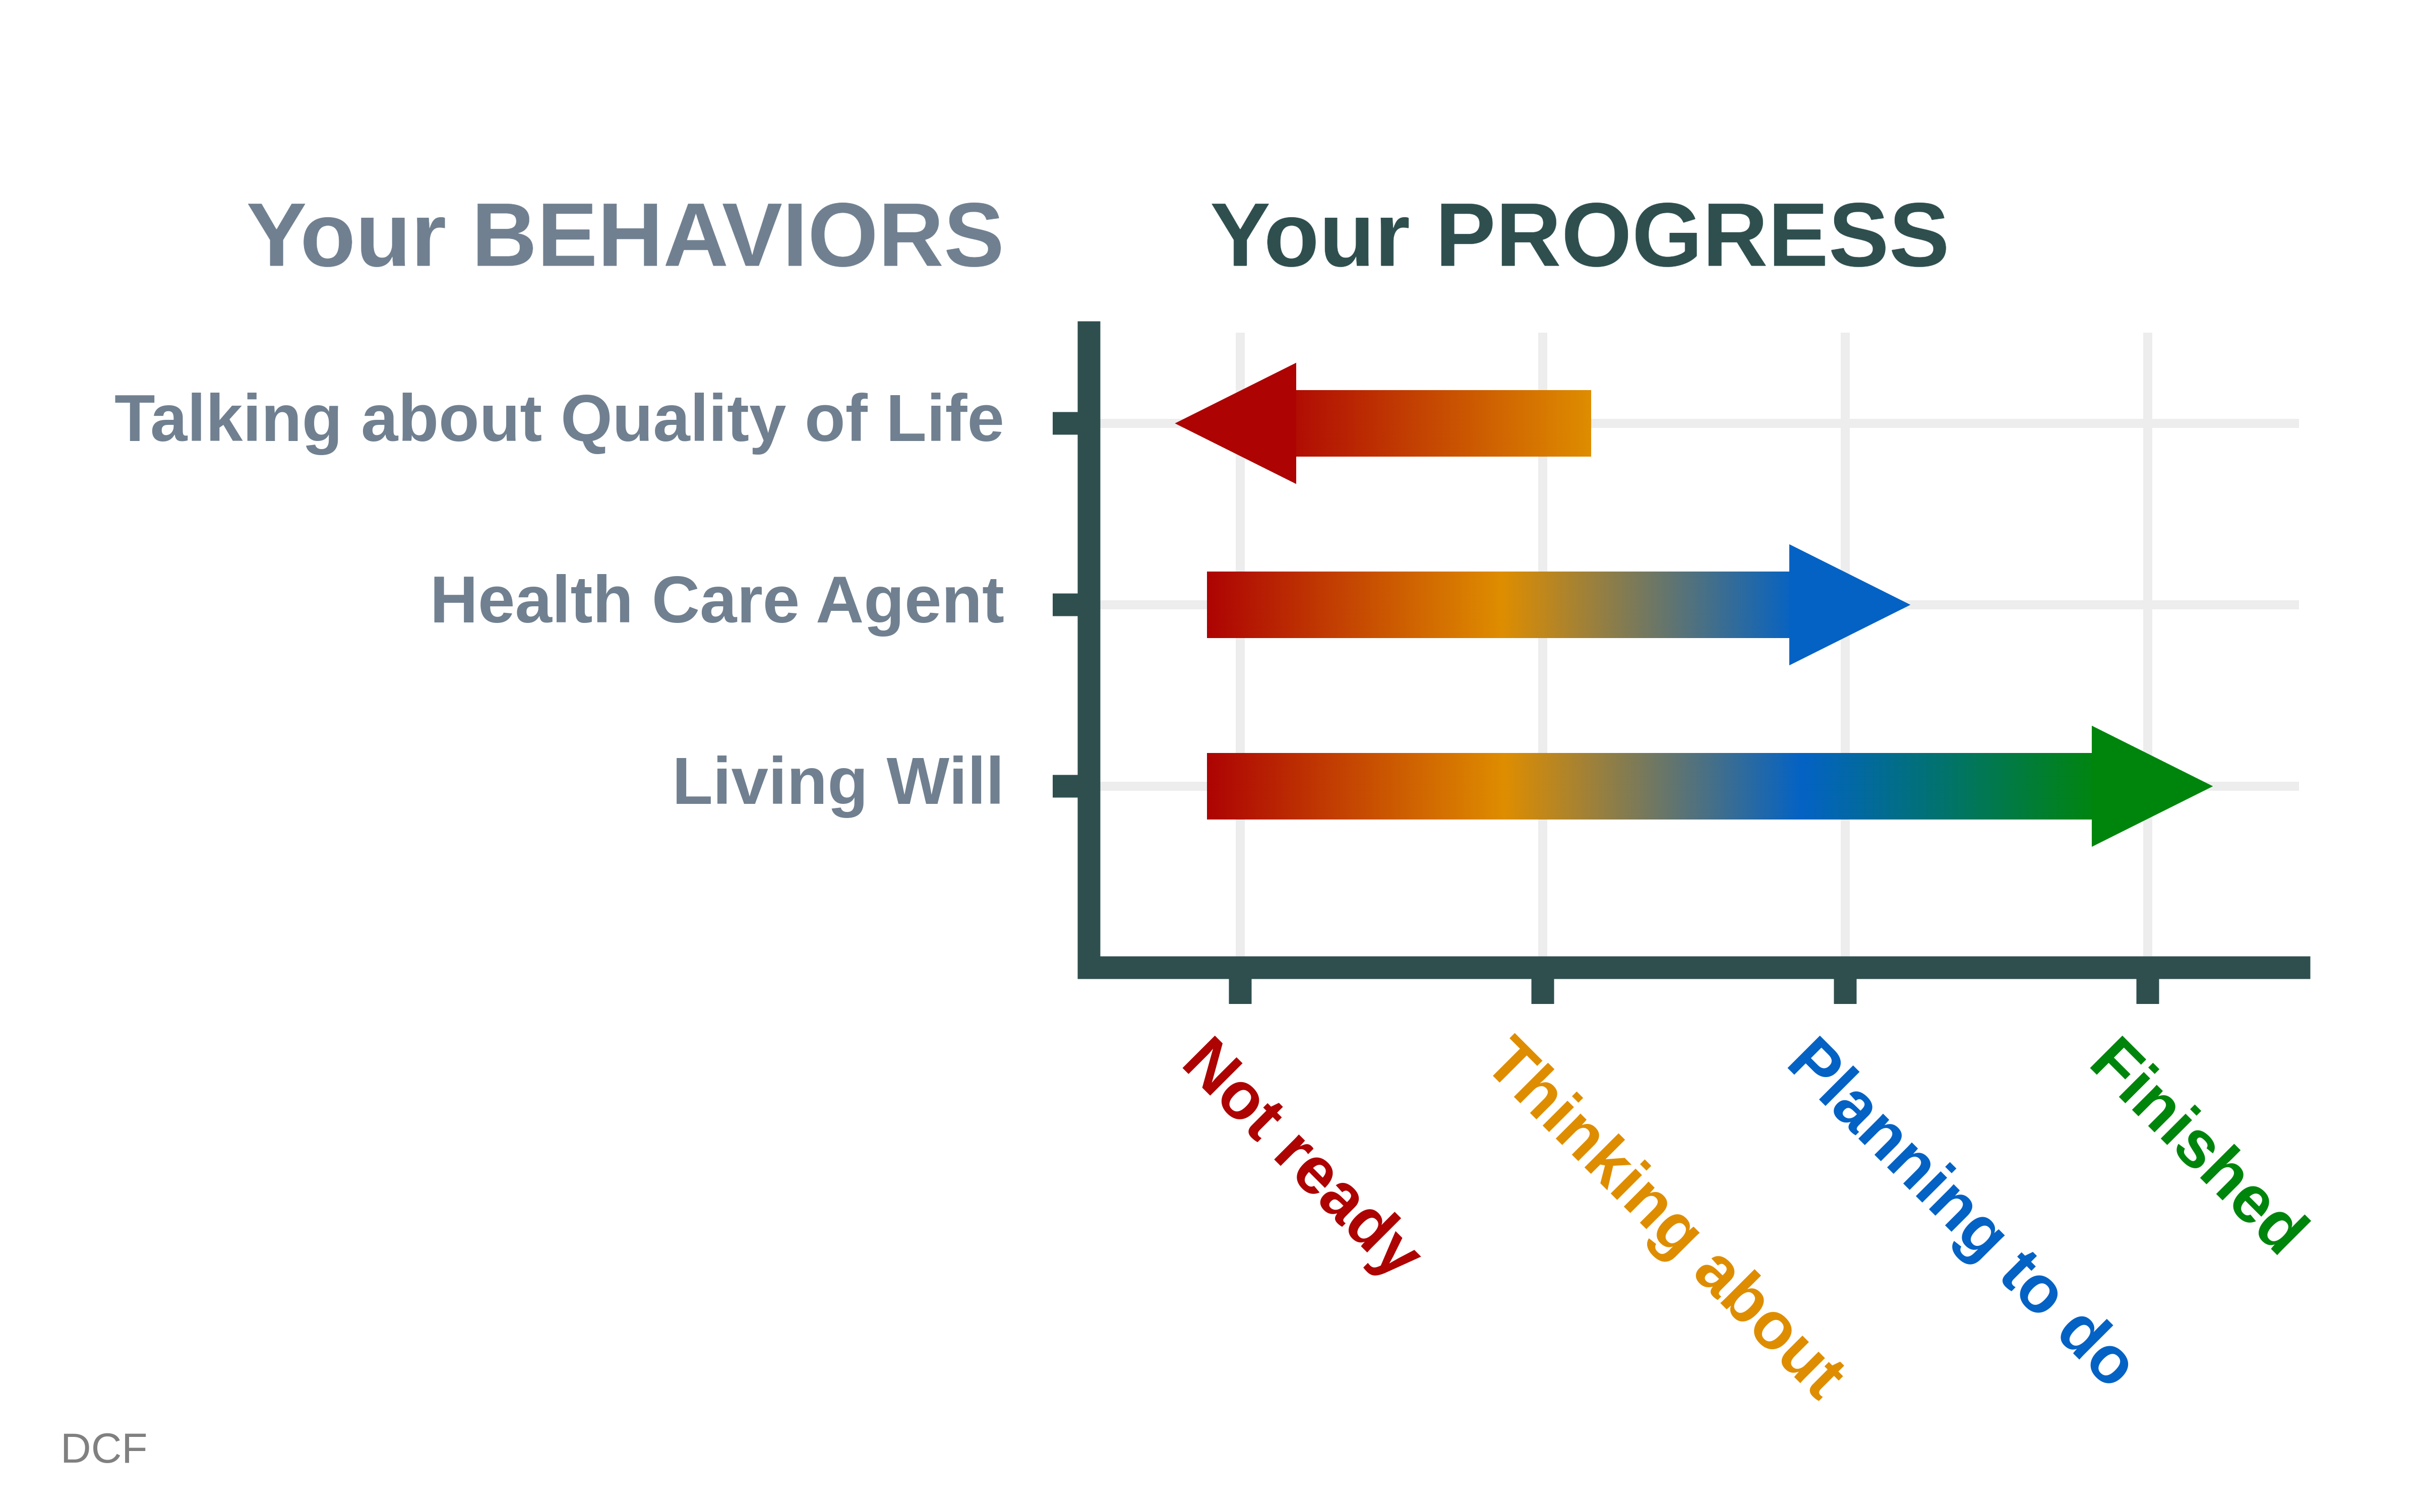 Your BEHAVIORS
Your PROGRESS
Talking about Quality of Life
Health Care Agent
Living Will
Not ready
Thinking about
Planning to do
Finished
DCF